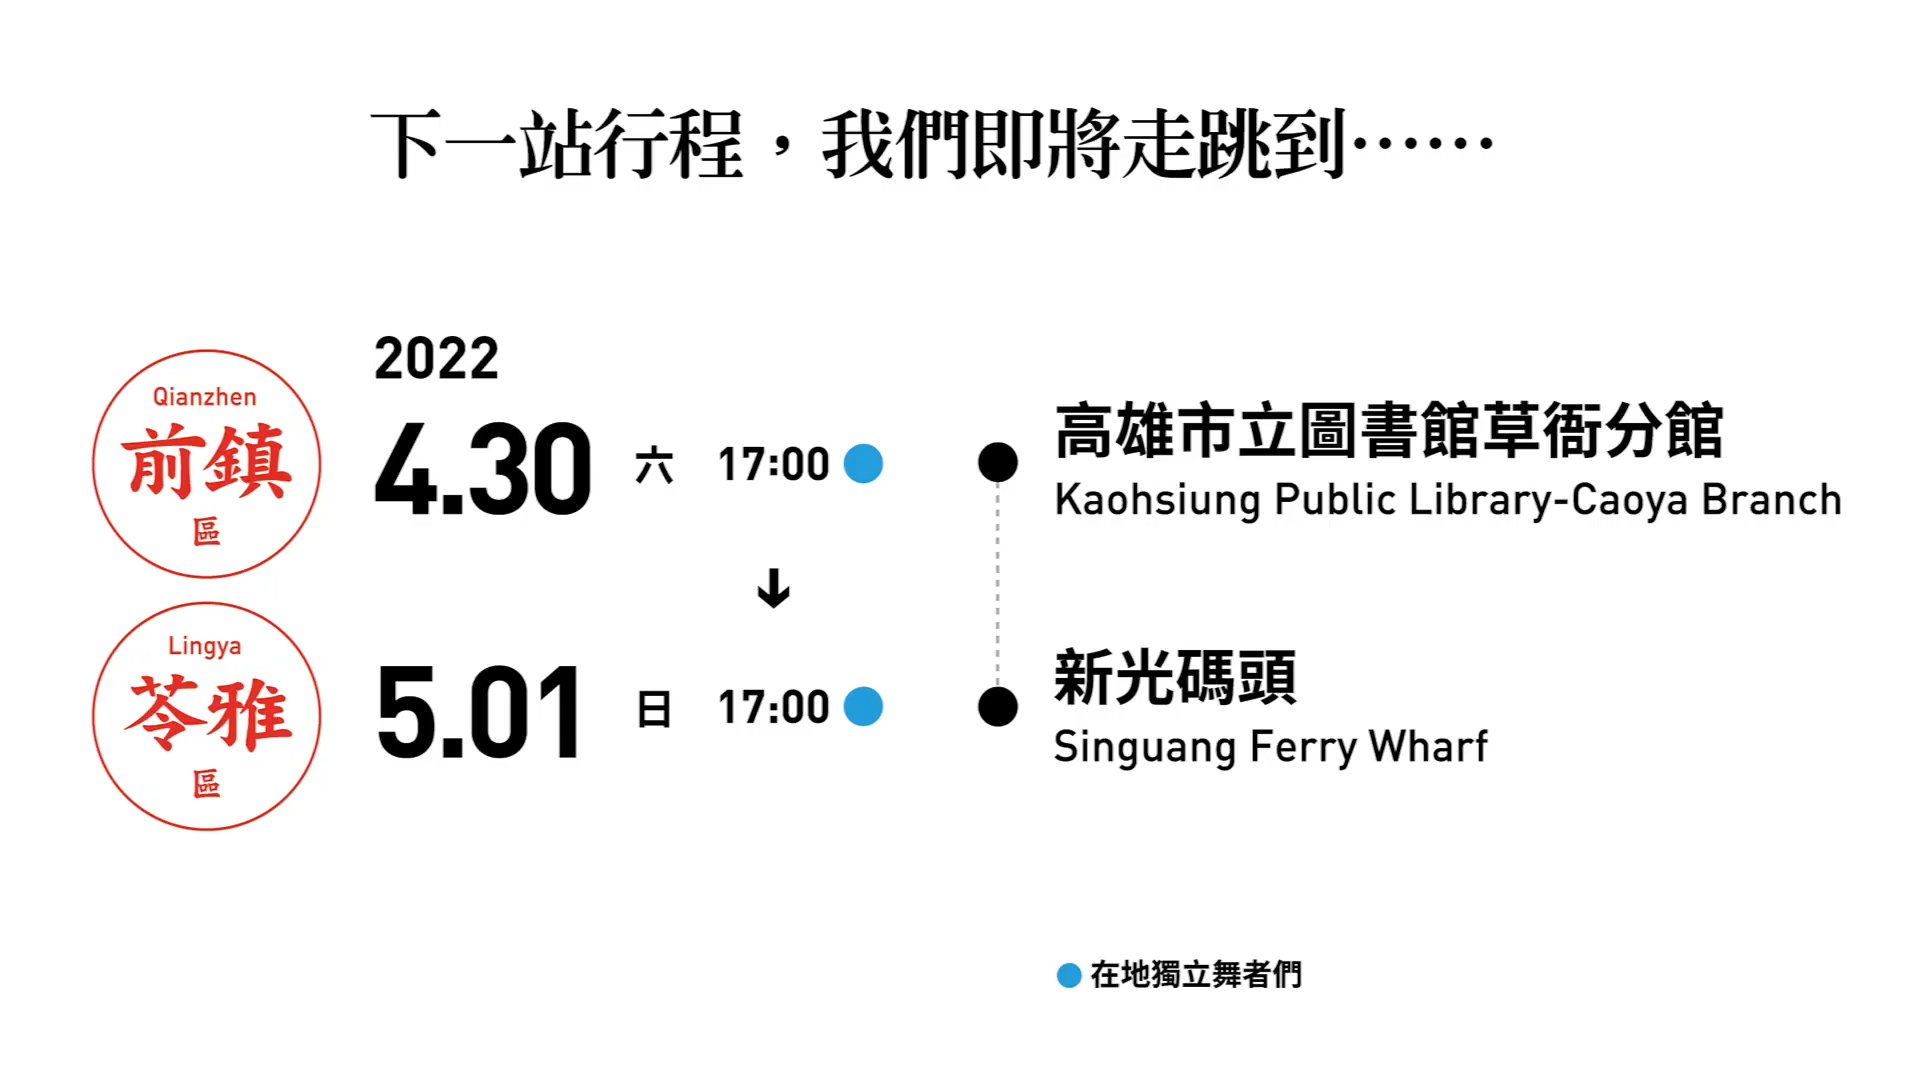 下一站行程，我們即將走跳到⋯⋯
Qianzhen
前鎮
區
2022
4.30 六 17:00
高雄市立圖書館草衙分館
Kaohsiung Public Library-Caoya Branch
↓
Lingya
苓雅
區
5.01 日 17:00
新光碼頭
Singuang Ferry Wharf
在地獨立舞者們